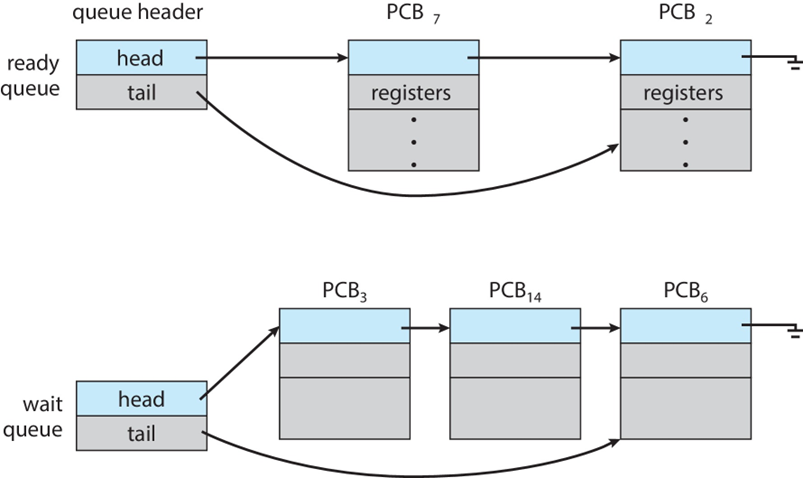 queue header
PCB 7
PCB 2
ready
queue
head
tail
registers
registers
PCB3
PCB14
PCB6
wait
queue
head
tail